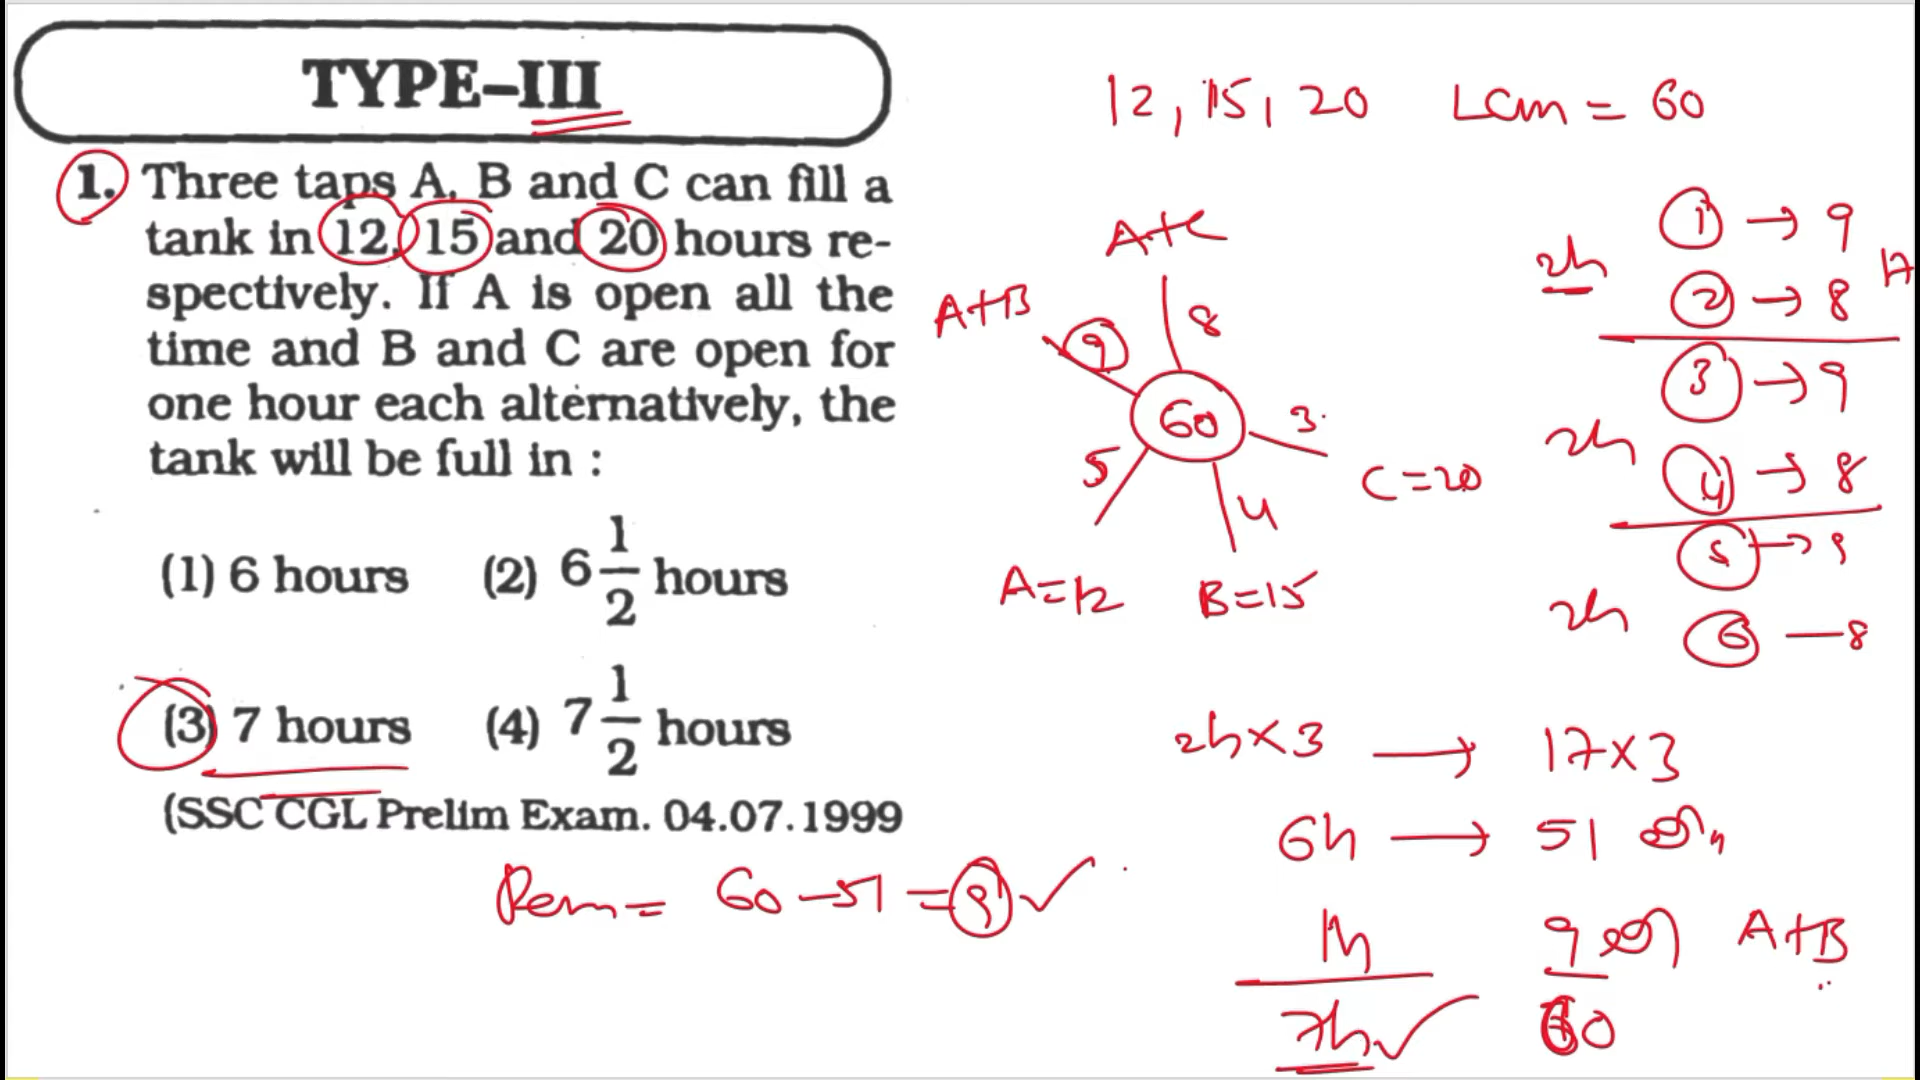 TYPE–III
1. Three taps A, B and C can fill a
tank in 12, 15 and 20 hours re-
spectively. If A is open all the
time and B and C are open for
one hour each alternatively, the
tank will be full in :
(1) 6 hours (2) 6 1/2 hours
(3) 7 hours (4) 7 1/2 hours
(SSC CGL Prelim Exam. 04.07.1999
Rem = 60 - 51 = 9
12, 15, 20 LCM = 60
A+C
A+B
9
8
60
3
5
4
C = 20
A = 12 B = 15
1 → 9
2h 17
2 → 8
3 → 9
2h
4 → 8
5 → 9
2h
6 — 8
2h × 3 → 17 × 3
6h → 51
1h 9 A+B
7h 60